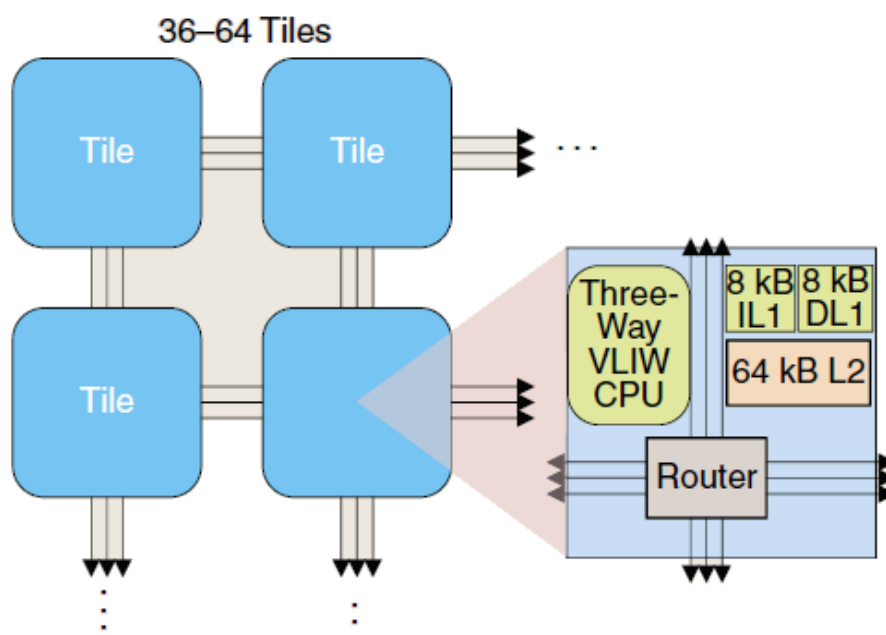 36–64 Tiles
Tile
Tile
...
Tile
Three-
Way
VLIW
CPU
8 kB
IL1
8 kB
DL1
64 kB L2
Router